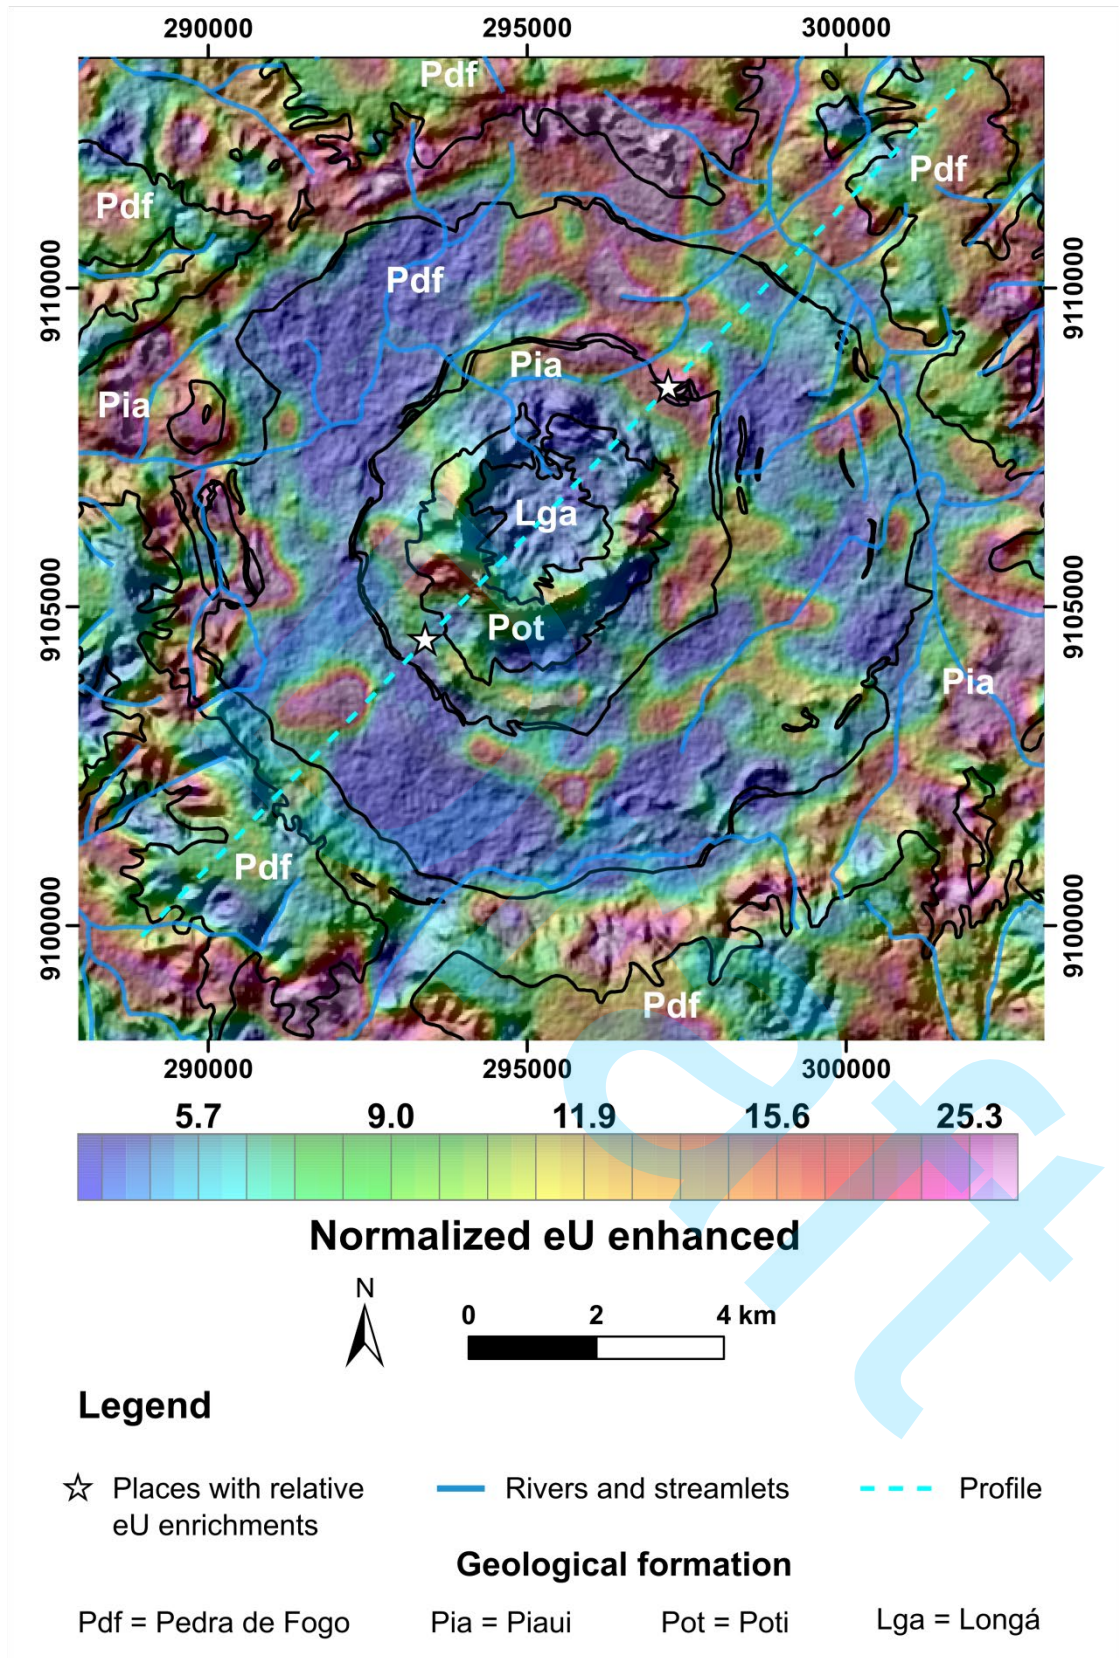 290000 295000 300000
Pdf
Pdf
Pdf
Pdf
9110000
9110000
Pia
Pia
Lga
9105000
9105000
Pot
Pia
Pdf
9100000
9100000
Pdf
290000 295000 300000
5.7 9.0 11.9 15.6 25.3
Normalized eU enhanced
N
0 2 4 km
Legend
Places with relative
eU enrichments
Rivers and streamlets
Profile
Geological formation
Pdf = Pedra de Fogo Pia = Piaui Pot = Poti Lga = Longá